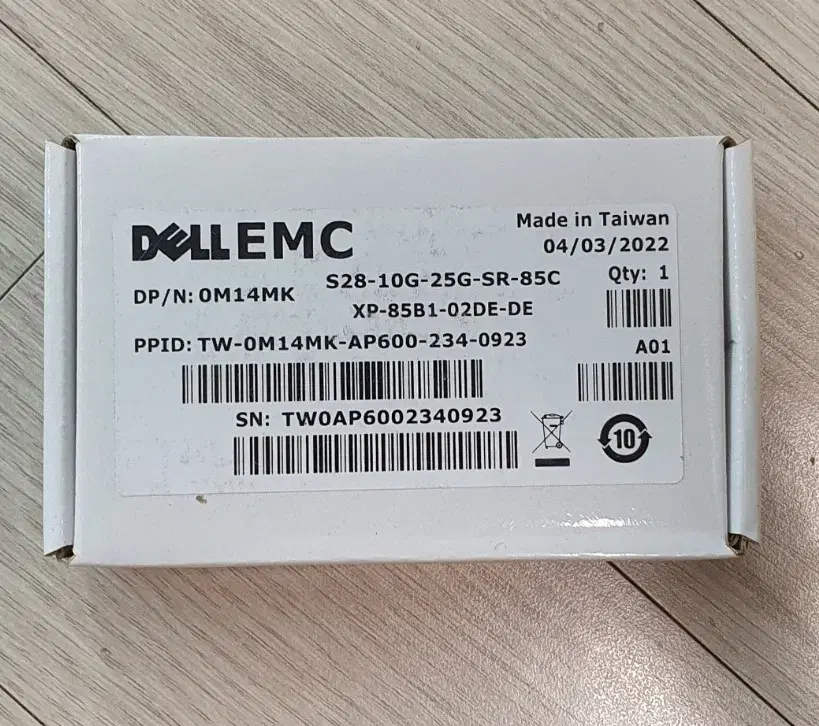 DELLEMC
Made in Taiwan
04/03/2022
S28-10G-25G-SR-85C
Qty: 1
DP/N: 0M14MK
XP-85B1-02DE-DE
PPID: TW-0M14MK-AP600-234-0923
A01
SN: TW0AP6002340923
10